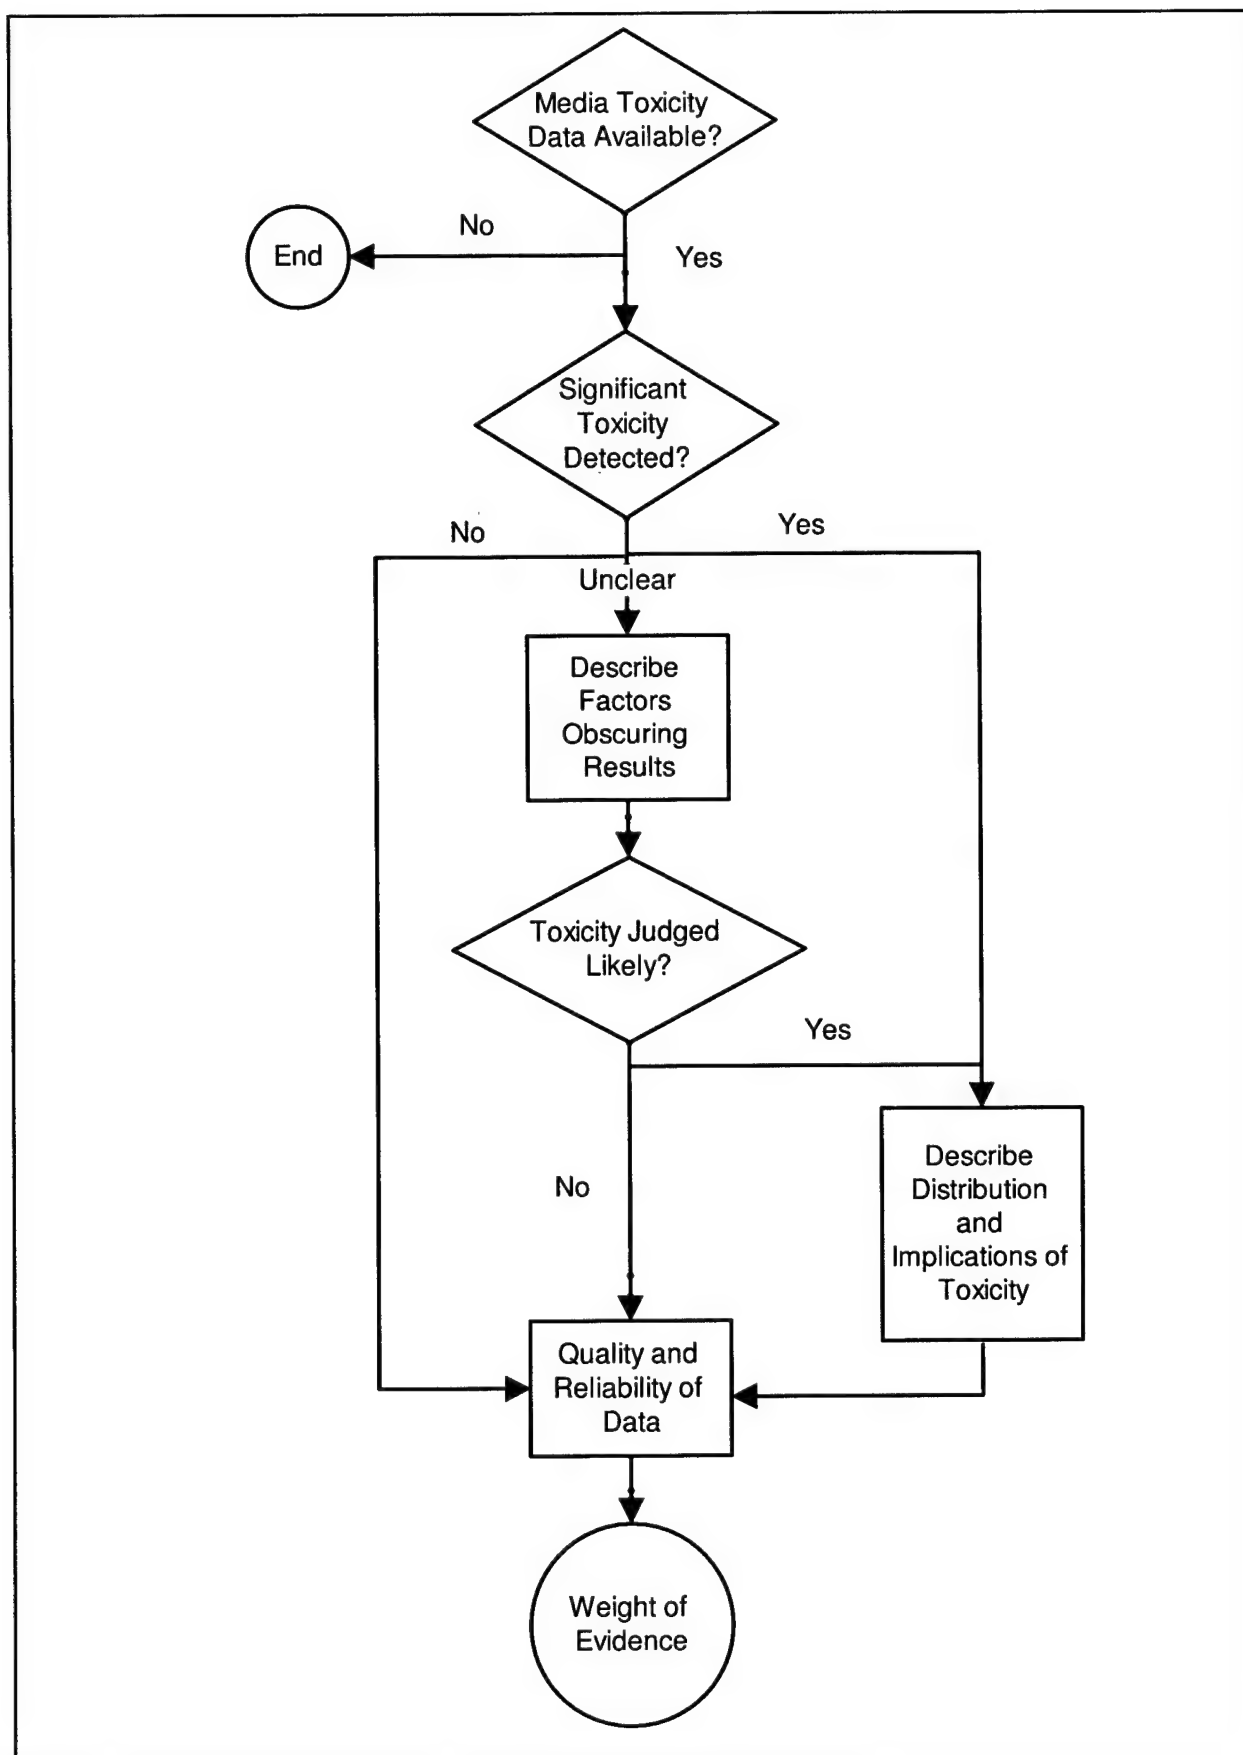 Media Toxicity
Data Available?
No
End
Yes
Significant
Toxicity
Detected?
No
Yes
Unclear
Describe
Factors
Obscuring
Results
Toxicity Judged
Likely?
Yes
No
Describe
Distribution
and
Implications of
Toxicity
Quality and
Reliability of
Data
Weight of
Evidence